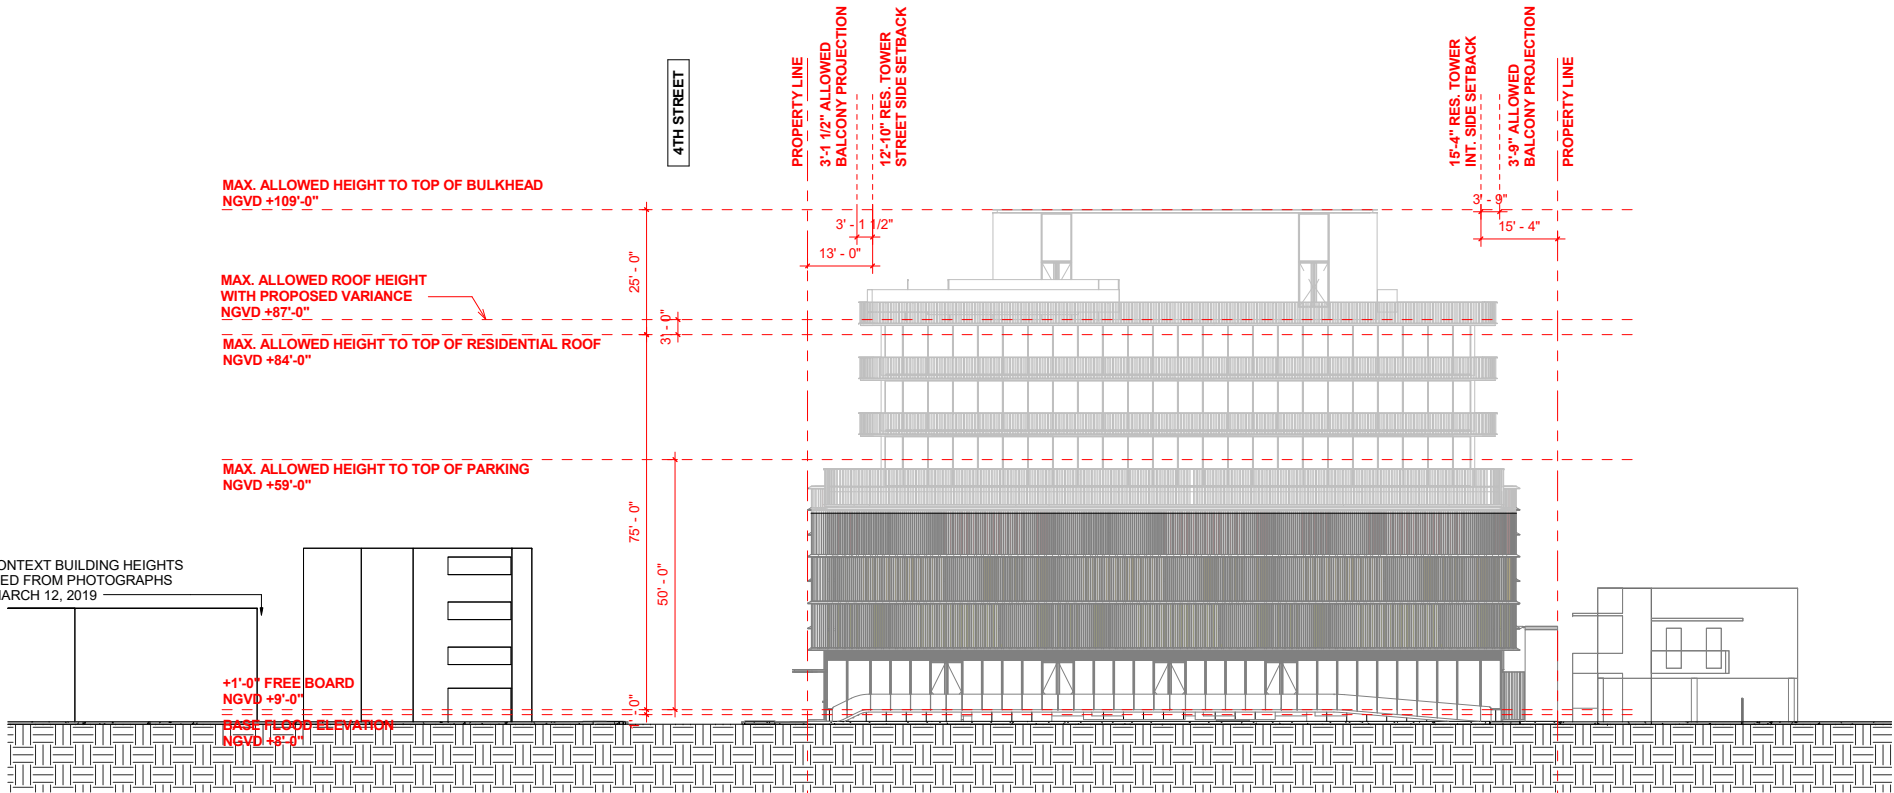 4TH STREET
PROPERTY LINE
3'-1 1/2" ALLOWED
BALCONY PROJECTION
12'-10" RES. TOWER
STREET SIDE SETBACK
15'-4" RES. TOWER
INT. SIDE SETBACK
3'-9" ALLOWED
BALCONY PROJECTION
PROPERTY LINE
MAX. ALLOWED HEIGHT TO TOP OF BULKHEAD
NGVD +109'-0"
3' - 9"
3' - 1 1/2"
15' - 4"
13' - 0"
25' - 0"
MAX. ALLOWED ROOF HEIGHT
WITH PROPOSED VARIANCE
NGVD +87'-0"
3' - 0"
MAX. ALLOWED HEIGHT TO TOP OF RESIDENTIAL ROOF
NGVD +84'-0"
MAX. ALLOWED HEIGHT TO TOP OF PARKING
NGVD +59'-0"
75' - 0"
50' - 0"
ONTEXT BUILDING HEIGHTS
ED FROM PHOTOGRAPHS
MARCH 12, 2019
+1'-0" FREE BOARD
NGVD +9'-0"
- 0"
BASE FLOOD ELEVATION
NGVD +8'-0"